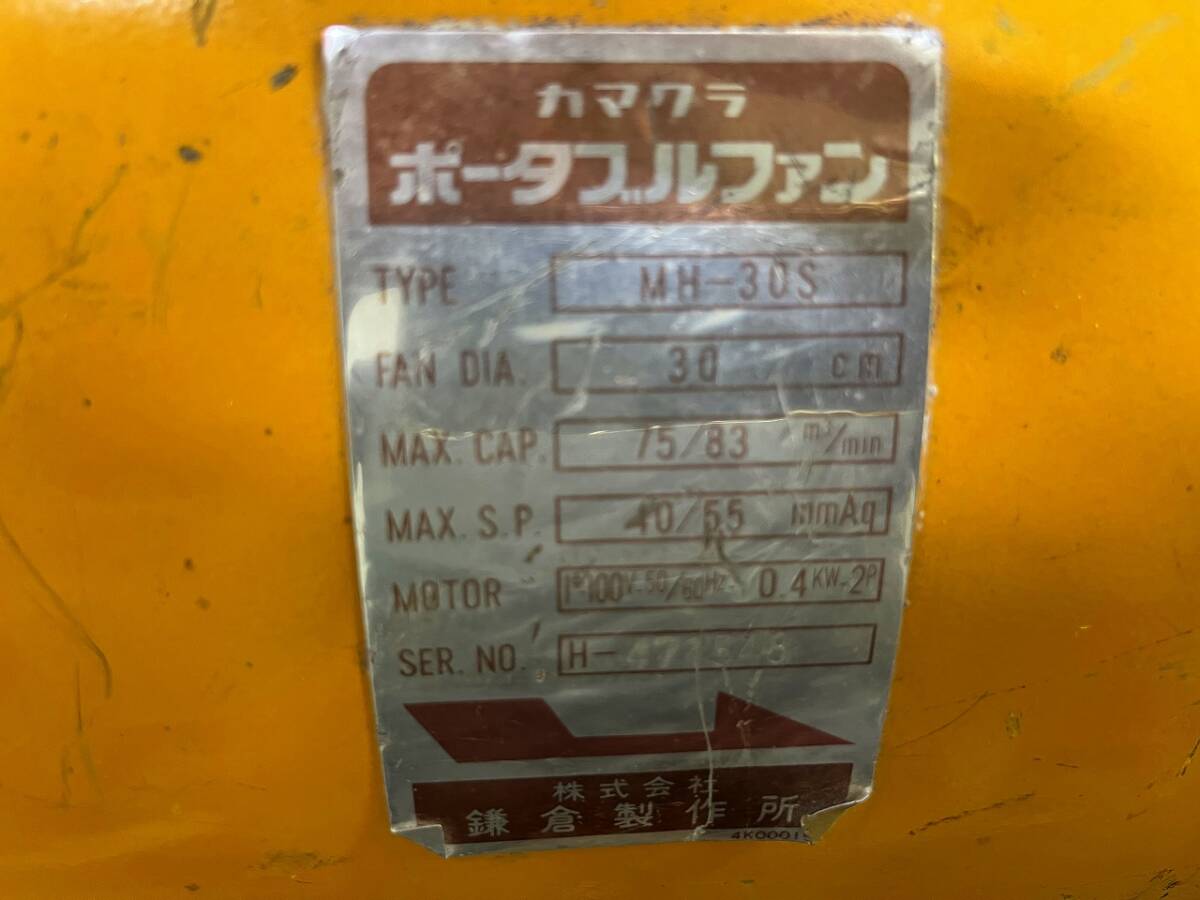 カマクラ
ポータブルファン
TYPE MH-30S
FAN DIA. 30 cm
MAX. CAP. 75/83 m³/min
MAX. S.P. 40/55 mmAq
MOTOR 1φ100V-50/60Hz- 0.4KW-2P
SER. NO. H-
株式会社
鎌倉製作所